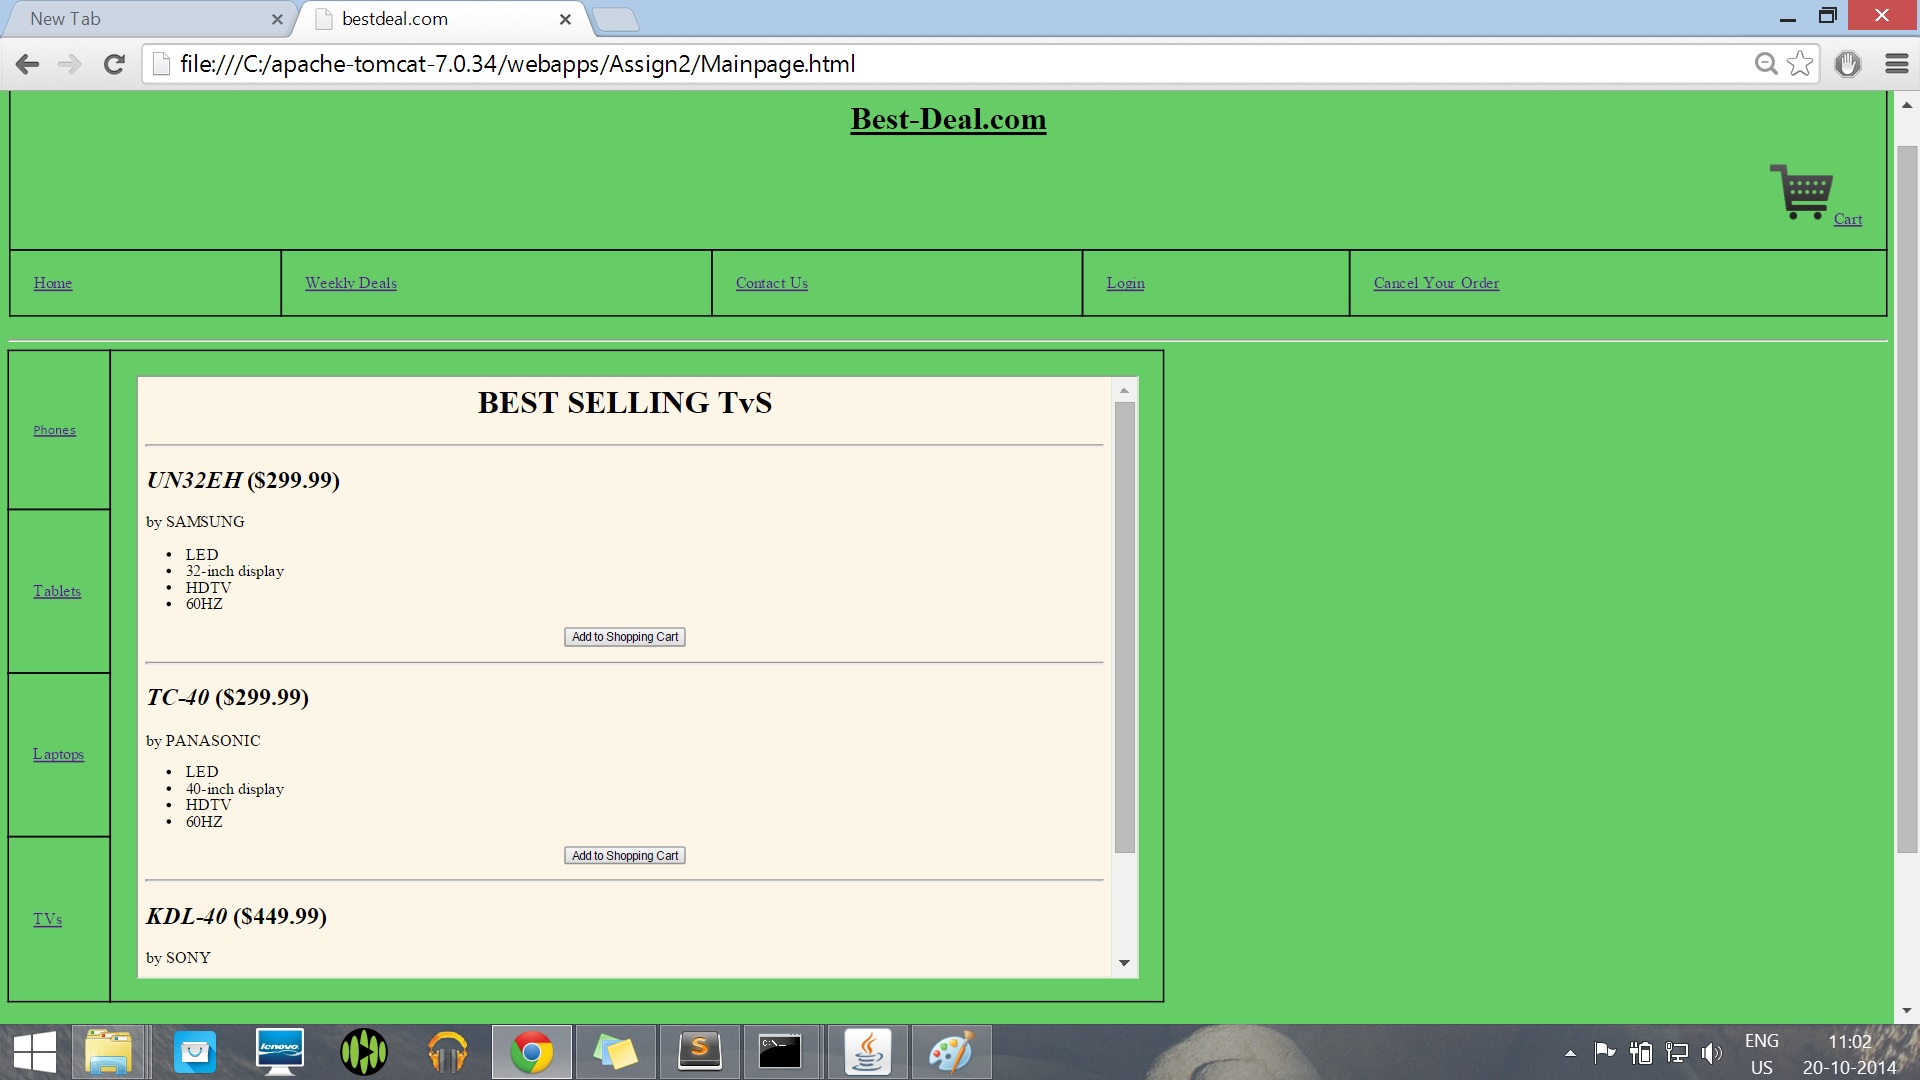 New Tab
bestdeal.com
file:///C:/apache-tomcat-7.0.34/webapps/Assign2/Mainpage.html
Best-Deal.com
Cart
Home Weekly Deals Contact Us Login Cancel Your Order
Phones
Tablets
Laptops
TVs
BEST SELLING TvS
UN32EH ($299.99)
by SAMSUNG
• LED
• 32-inch display
• HDTV
• 60HZ
Add to Shopping Cart
TC-40 ($299.99)
by PANASONIC
• LED
• 40-inch display
• HDTV
• 60HZ
Add to Shopping Cart
KDL-40 ($449.99)
by SONY
lenovo
S
C:\_
ENG
US
11:02
20-10-2014